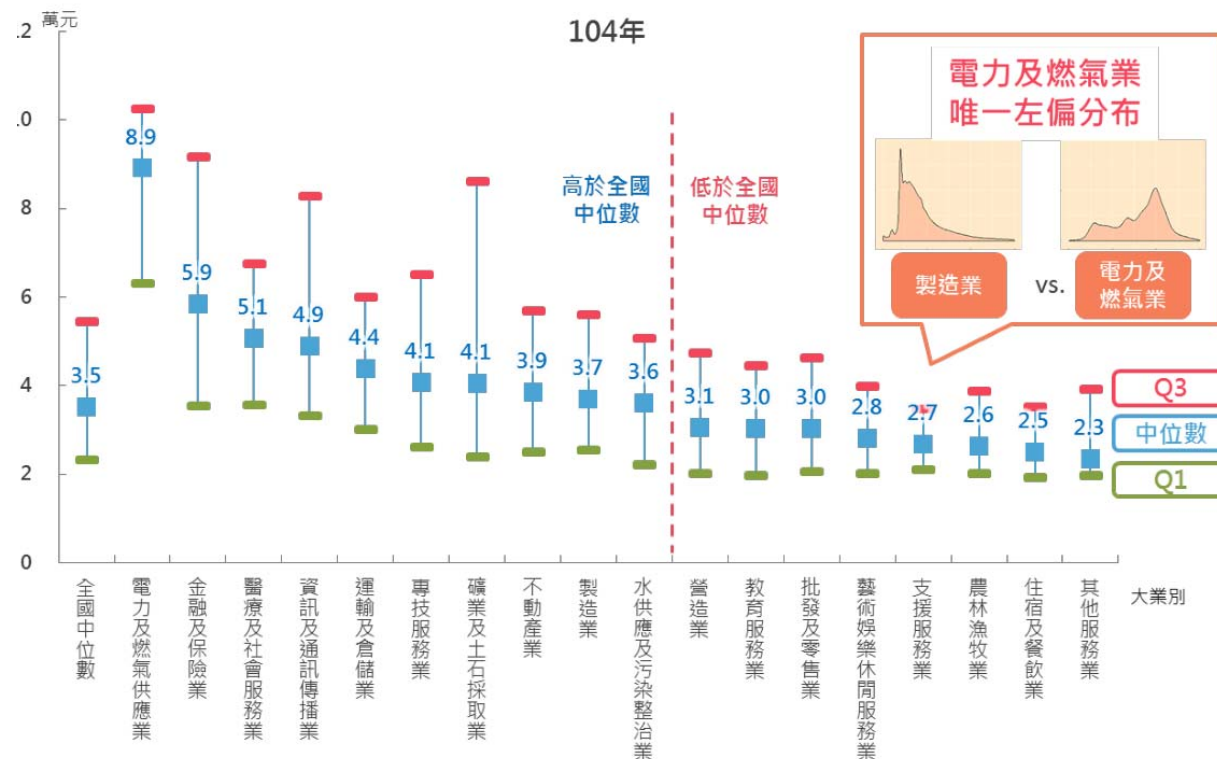 萬元
104年
.2
.0
8
6
4
2
0
電力及燃氣業
唯一左偏分布
製造業
vs.
電力及
燃氣業
高於全國
中位數
低於全國
中位數
3.5
8.9
5.9
5.1
4.9
4.4
4.1
4.1
3.9
3.7
3.6
3.1
3.0
3.0
2.8
2.7
2.6
2.5
2.3
Q3
中位數
Q1
全國中位數
電力及燃氣供應業
金融及保險業
醫療及社會服務業
資訊及通訊傳播業
運輸及倉儲業
專技服務業
礦業及土石採取業
不動產業
製造業
水供應及污染整治業
營造業
教育服務業
批發及零售業
藝術娛樂休閒服務業
支援服務業
農林漁牧業
住宿及餐飲業
其他服務業
大業別